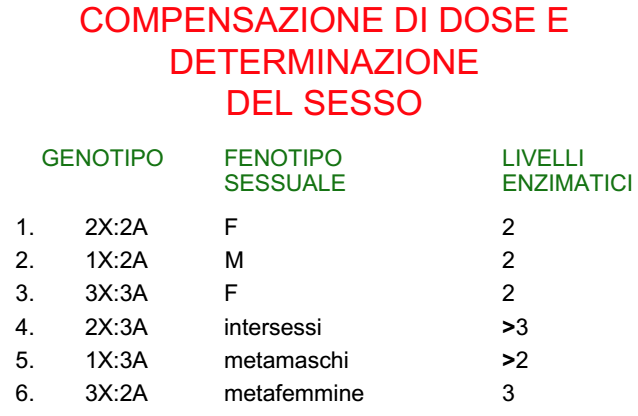 COMPENSAZIONE DI DOSE E
DETERMINAZIONE
DEL SESSO
GENOTIPO FENOTIPO SESSUALE LIVELLI ENZIMATICI
1. 2X:2A F 2
2. 1X:2A M 2
3. 3X:3A F 2
4. 2X:3A intersessi >3
5. 1X:3A metamaschi >2
6. 3X:2A metafemmine 3